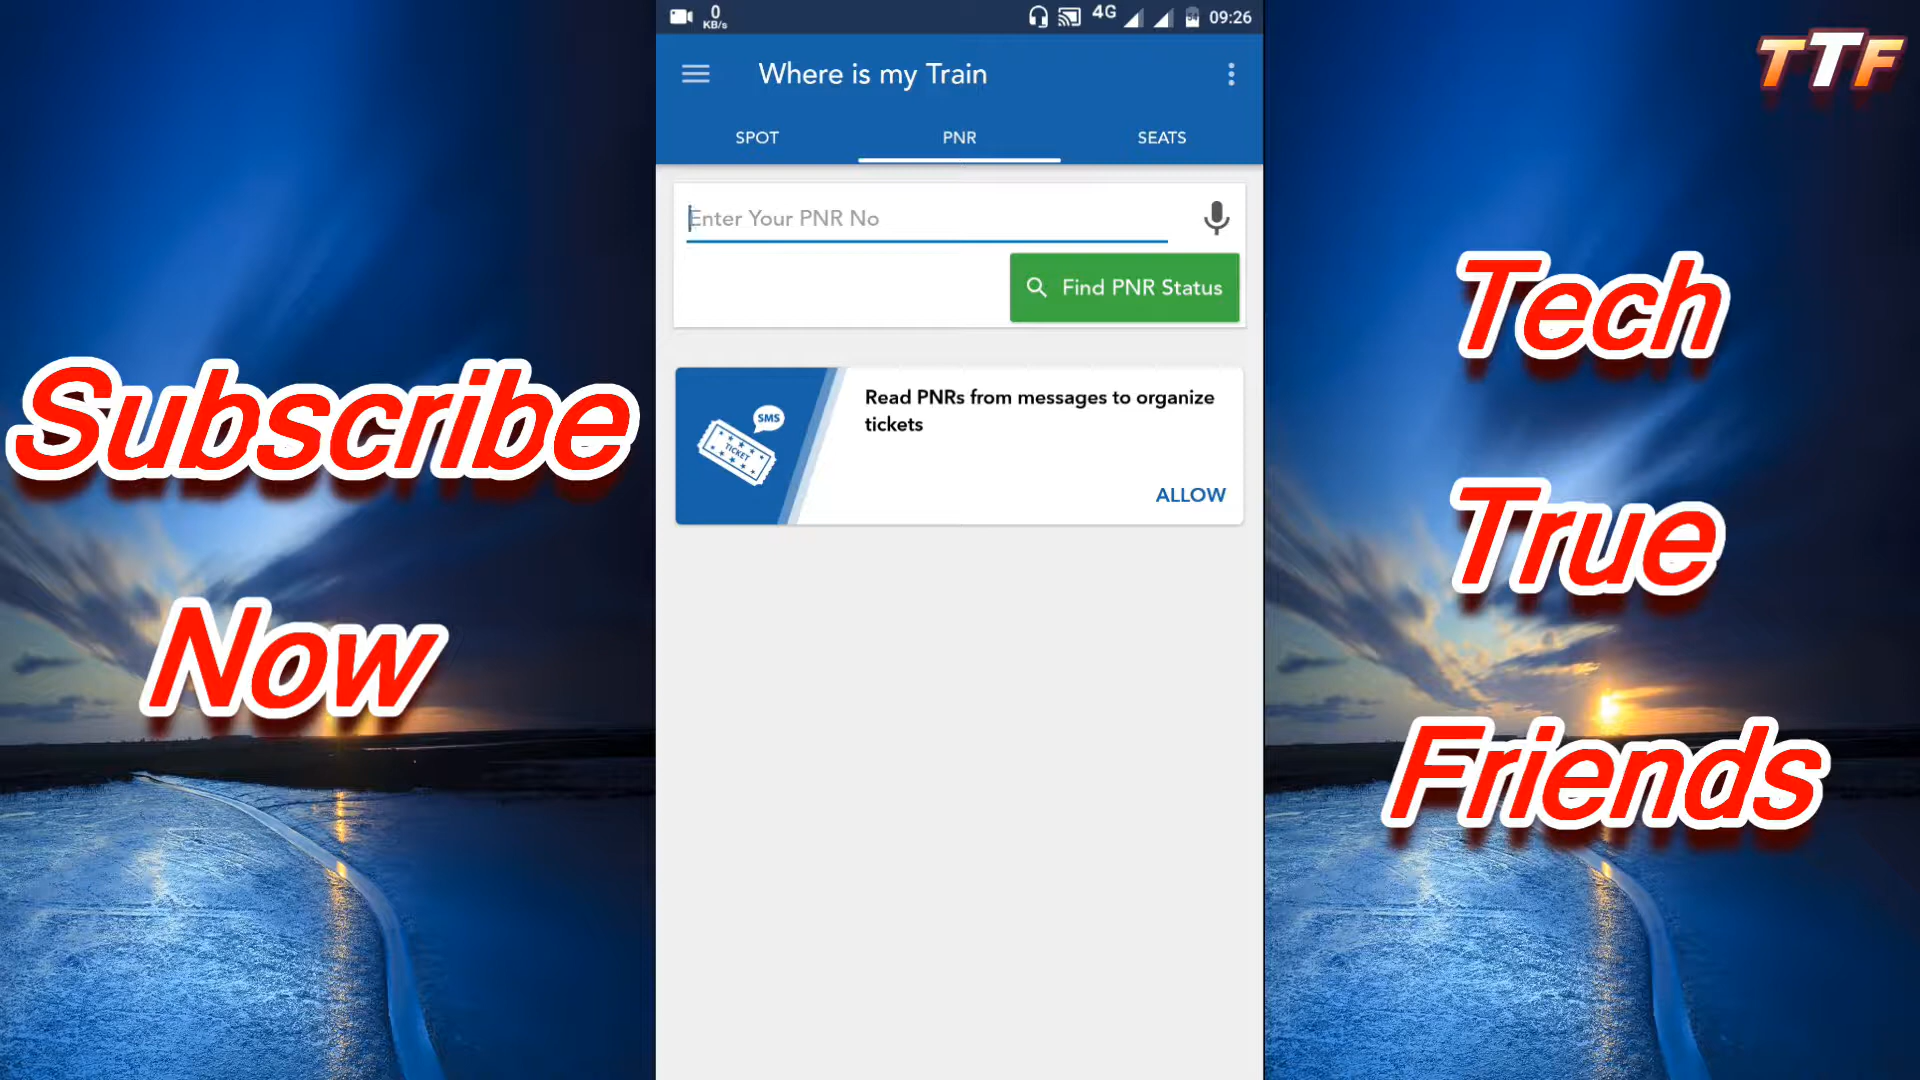 0
KB/s
4G
09:26
TTF
Where is my Train
SPOT
PNR
SEATS
Enter Your PNR No
Find PNR Status
Read PNRs from messages to organize
tickets
SMS
TICKET
ALLOW
Subscribe
Now
Tech
True
Friends